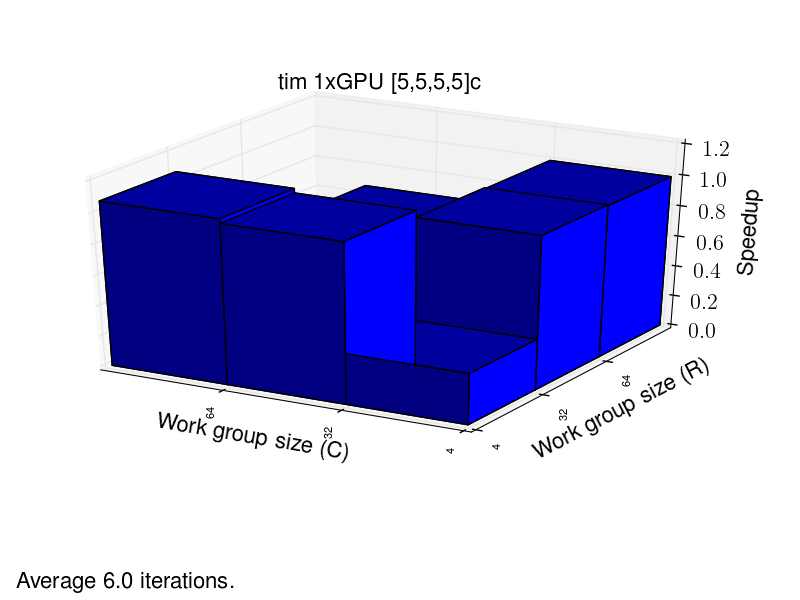 tim 1xGPU [5,5,5,5]c
1.2
1.0
0.8
0.6
0.4
0.2
0.0
Speedup
64
32
4
Work group size (C)
4
32
64
Work group size (R)
Average 6.0 iterations.